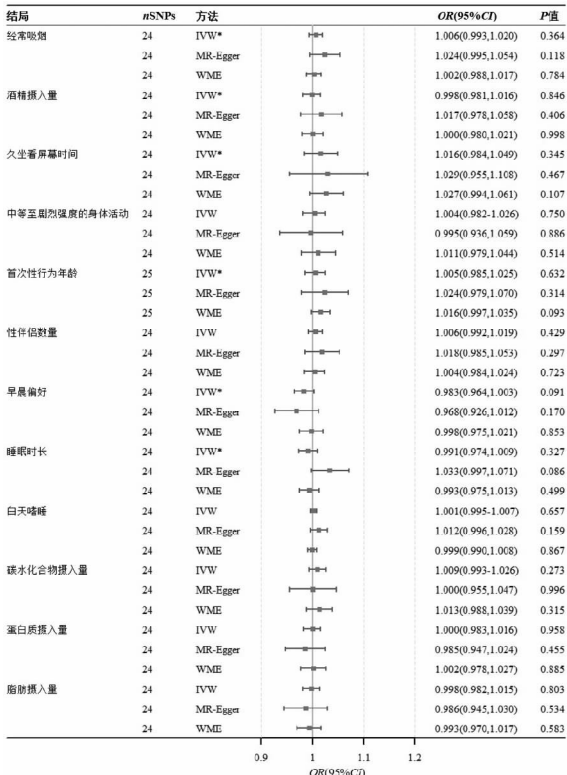 结局 nSNPs 方法 OR(95%CI) P值
经常吸烟 24 IVW* 1.006(0.993,1.020) 0.364
24 MR-Egger 1.024(0.995,1.054) 0.118
24 WME 1.002(0.988,1.017) 0.784
酒精摄入量 24 IVW* 0.998(0.981,1.016) 0.846
24 MR-Egger 1.017(0.978,1.058) 0.406
24 WME 1.000(0.980,1.021) 0.998
久坐看屏幕时间 24 IVW* 1.016(0.984,1.049) 0.345
24 MR-Egger 1.029(0.955,1.108) 0.467
24 WME 1.027(0.994,1.061) 0.107
中等至剧烈强度的身体活动 24 IVW 1.004(0.982-1.026) 0.750
24 MR-Egger 0.995(0.936,1.059) 0.886
24 WME 1.011(0.979,1.044) 0.514
首次性行为年龄 25 IVW* 1.005(0.985,1.025) 0.632
25 MR-Egger 1.024(0.979,1.070) 0.314
25 WME 1.016(0.997,1.035) 0.093
性伴侣数量 24 IVW 1.006(0.992,1.019) 0.429
24 MR-Egger 1.018(0.985,1.053) 0.297
24 WME 1.004(0.984,1.024) 0.723
早晨偏好 24 IVW* 0.983(0.964,1.003) 0.091
24 MR-Egger 0.968(0.926,1.012) 0.170
24 WME 0.998(0.975,1.021) 0.853
睡眠时长 24 IVW* 0.991(0.974,1.009) 0.327
24 MR Egger 1.033(0.997,1.071) 0.086
24 WME 0.993(0.975,1.013) 0.499
白天嗜睡 24 IVW 1.001(0.995-1.007) 0.657
24 MR-Egger 1.012(0.996,1.028) 0.159
24 WME 0.999(0.990,1.008) 0.867
碳水化合物摄入量 24 IVW 1.009(0.993-1.026) 0.273
24 MR-Egger 1.000(0.955,1.047) 0.996
24 WME 1.013(0.988,1.039) 0.315
蛋白质摄入量 24 IVW 1.000(0.983,1.016) 0.958
24 MR-Egger 0.985(0.947,1.024) 0.455
24 WME 1.002(0.978,1.027) 0.885
脂肪摄入量 24 IVW 0.998(0.982,1.015) 0.803
24 MR-Egger 0.986(0.945,1.030) 0.534
24 WME 0.993(0.970,1.017) 0.583
0.9 1 1.1 1.2
OR(95%CI)